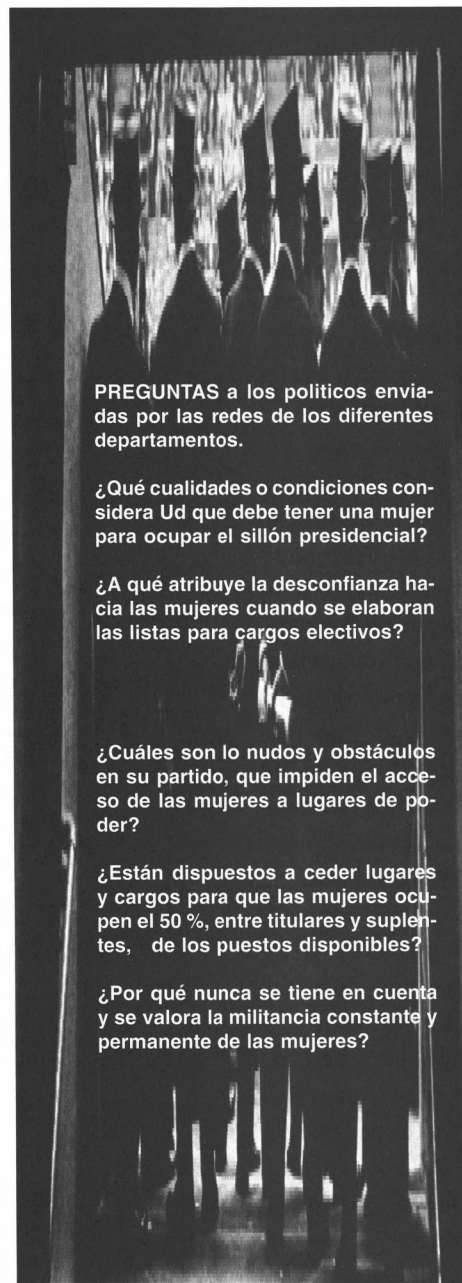 PREGUNTAS a los politicos envia-
das por las redes de los diferentes
departamentos.
¿Qué cualidades o condiciones con-
sidera Ud que debe tener una mujer
para ocupar el sillón presidencial?
¿A qué atribuye la desconfianza ha-
cia las mujeres cuando se elaboran
las listas para cargos electivos?
¿Cuáles son lo nudos y obstáculos
en su partido, que impiden el acce-
so de las mujeres a lugares de po-
der?
¿Están dispuestos a ceder lugares
y cargos para que las mujeres ocu-
pen el 50 %, entre titulares y suplen-
tes, de los puestos disponibles?
¿Por qué nunca se tiene en cuenta
y se valora la militancia constante y
permanente de las mujeres?